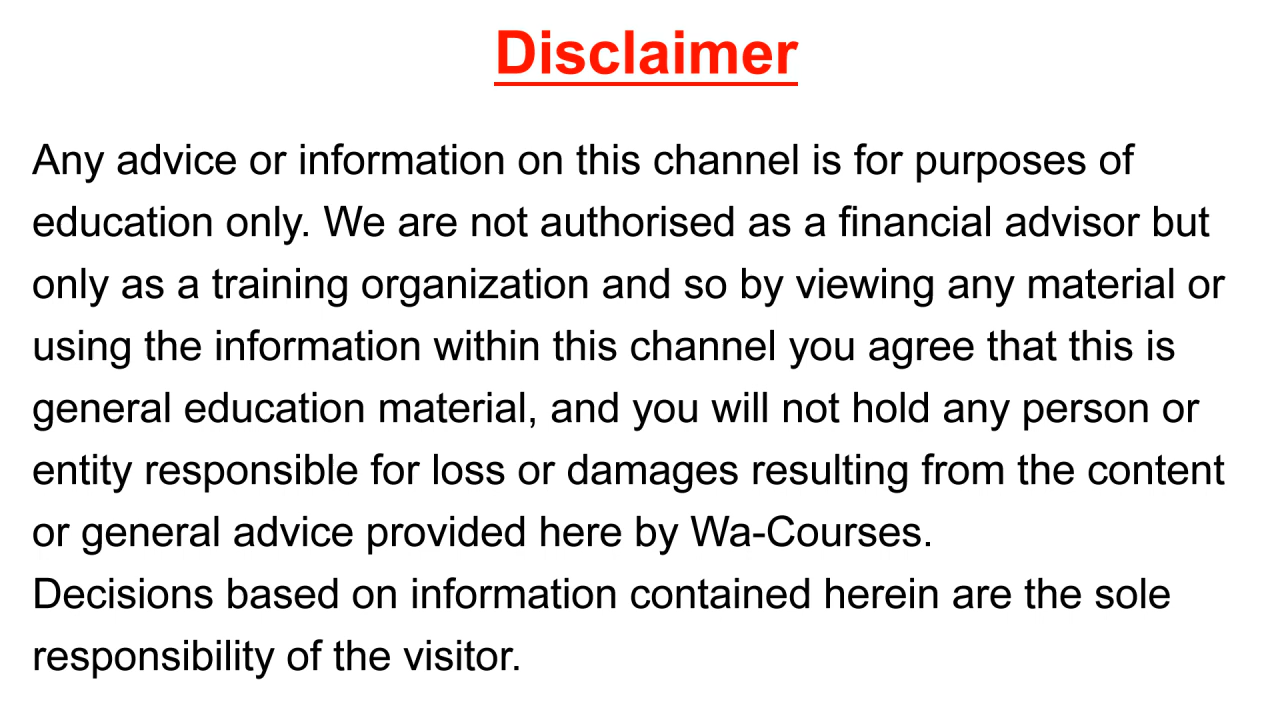 Disclaimer
Any advice or information on this channel is for purposes of
education only. We are not authorised as a financial advisor but
only as a training organization and so by viewing any material or
using the information within this channel you agree that this is
general education material, and you will not hold any person or
entity responsible for loss or damages resulting from the content
or general advice provided here by Wa-Courses.
Decisions based on information contained herein are the sole
responsibility of the visitor.